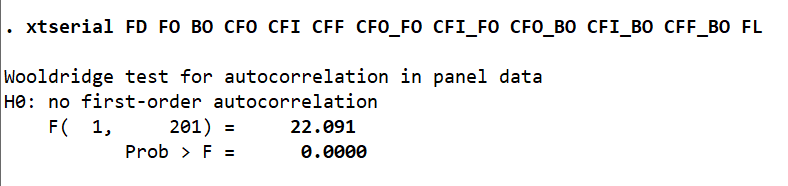 . xtserial FD FO BO CFO CFI CFF CFO_FO CFI_FO CFO_BO CFI_BO CFF_BO FL
Wooldridge test for autocorrelation in panel data
H0: no first-order autocorrelation
F( 1, 201) = 22.091
Prob > F = 0.0000